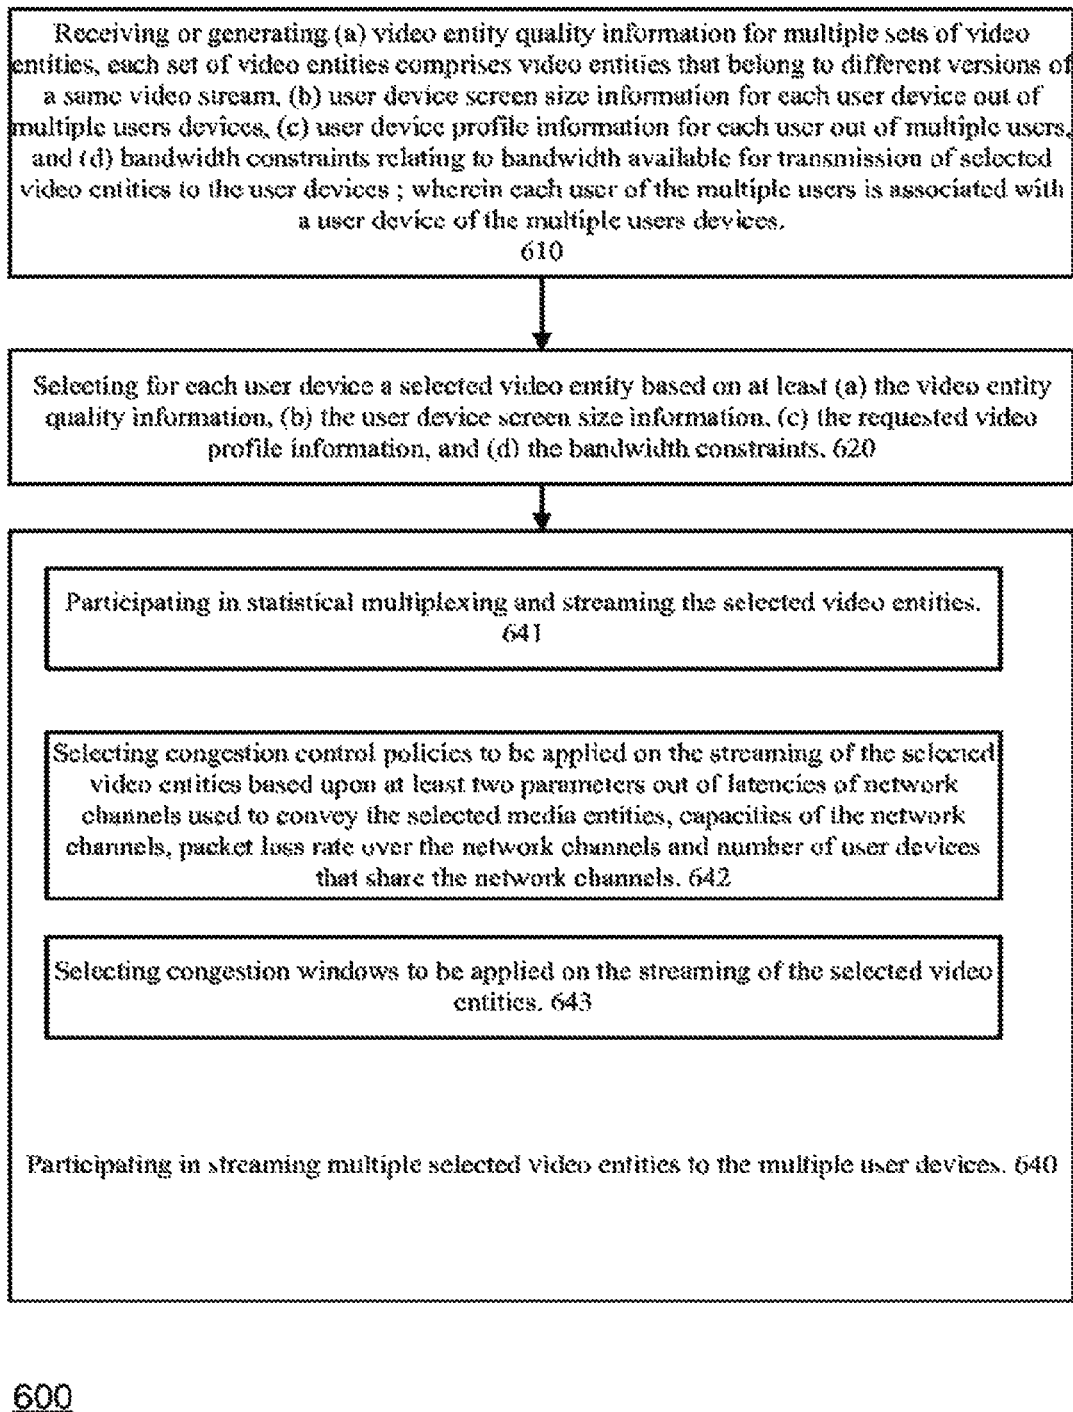 Receiving or generating (a) video entity quality information for multiple sets of video
entities, each set of video entities comprises video entities that belong to different versions of
a same video stream, (b) user device screen size information for each user device out of
multiple users devices, (c) user device profile information for each user out of multiple users,
and (d) bandwidth constraints relating to bandwidth available for transmission of selected
video entities to the user devices ; wherein each user of the multiple users is associated with
a user device of the multiple users devices.
610
Selecting for each user device a selected video entity based on at least (a) the video entity
quality information, (b) the user device screen size information, (c) the requested video
profile information, and (d) the bandwidth constraints. 620
Participating in statistical multiplexing and streaming the selected video entities.
641
Selecting congestion control policies to be applied on the streaming of the selected
video entities based upon at least two parameters out of latencies of network
channels used to convey the selected media entities, capacities of the network
channels, packet loss rate over the network channels and number of user devices
that share the network channels. 642
Selecting congestion windows to be applied on the streaming of the selected video
entities. 643
Participating in streaming multiple selected video entities to the multiple user devices. 640
600